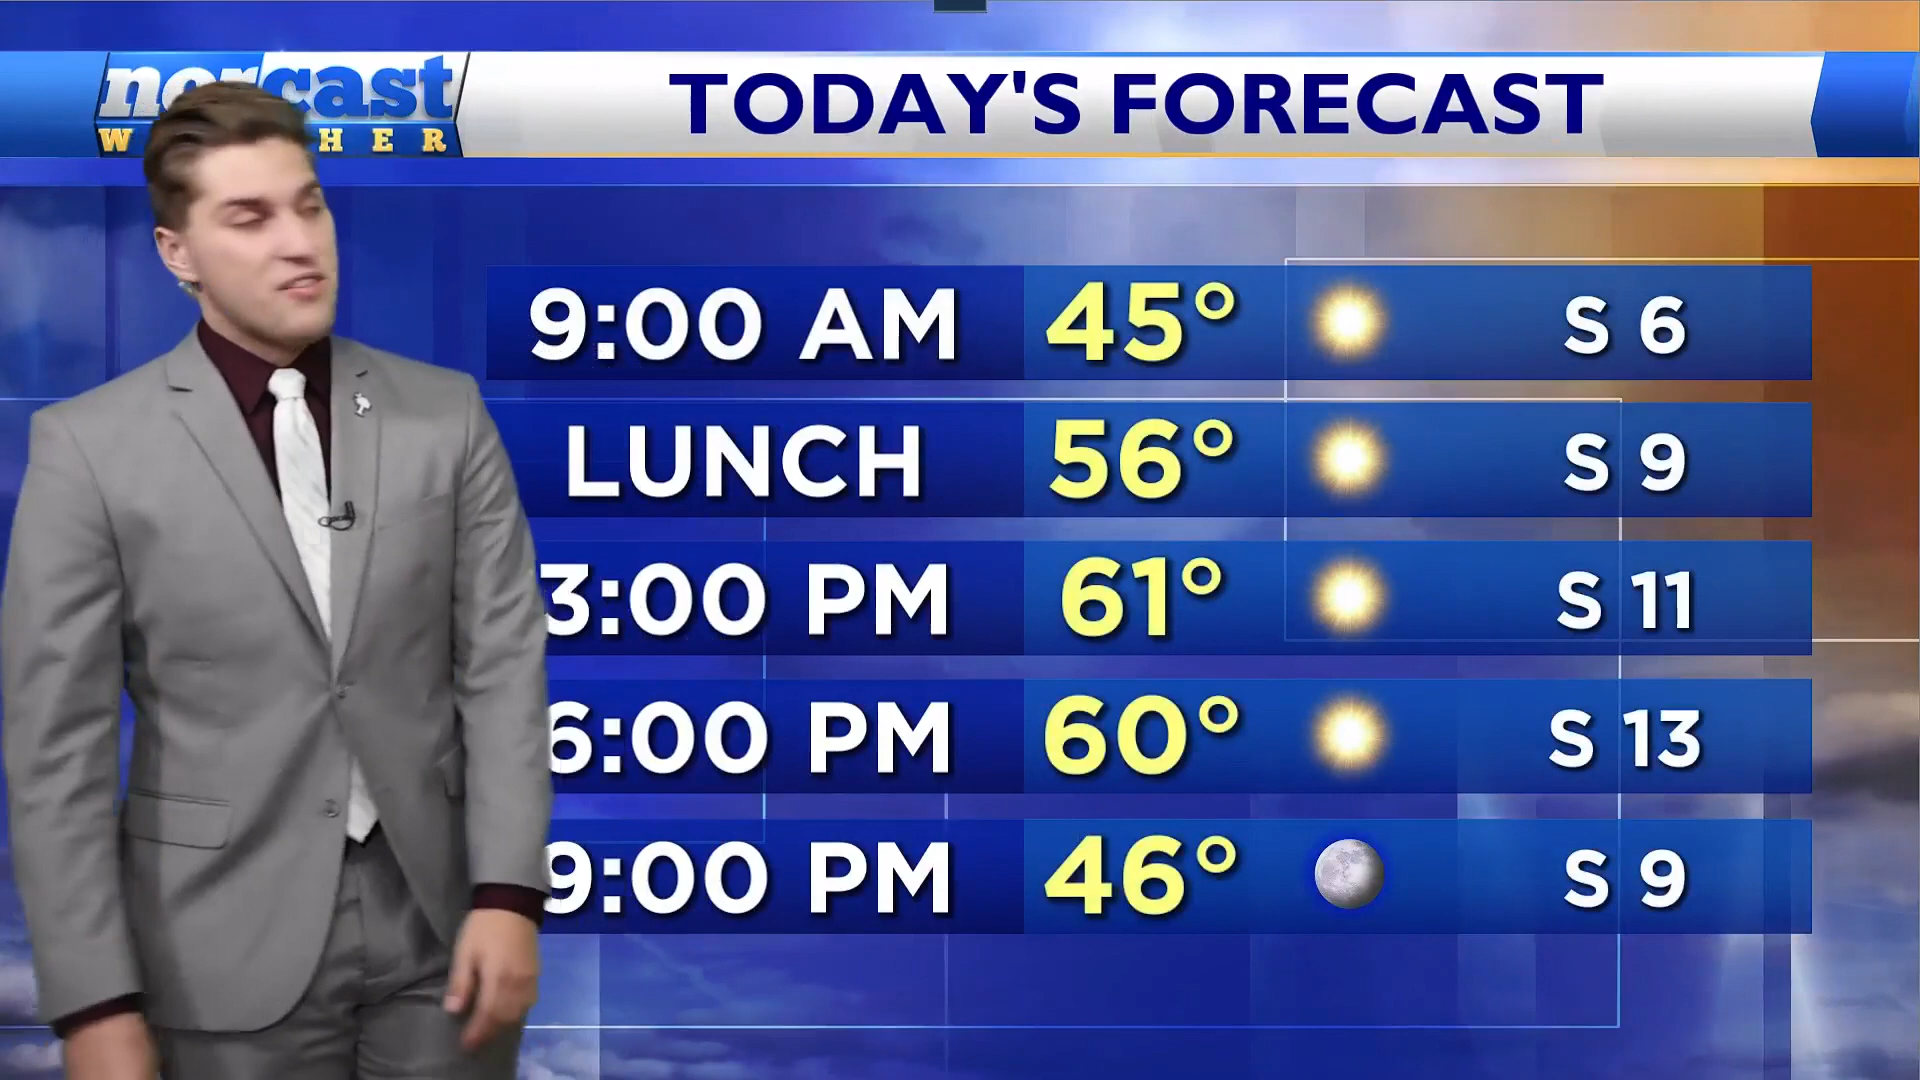 norcast
TODAY'S FORECAST
9:00 AM 45° S 6
LUNCH 56° S 9
3:00 PM 61° S 11
6:00 PM 60° S 13
9:00 PM 46° S 9